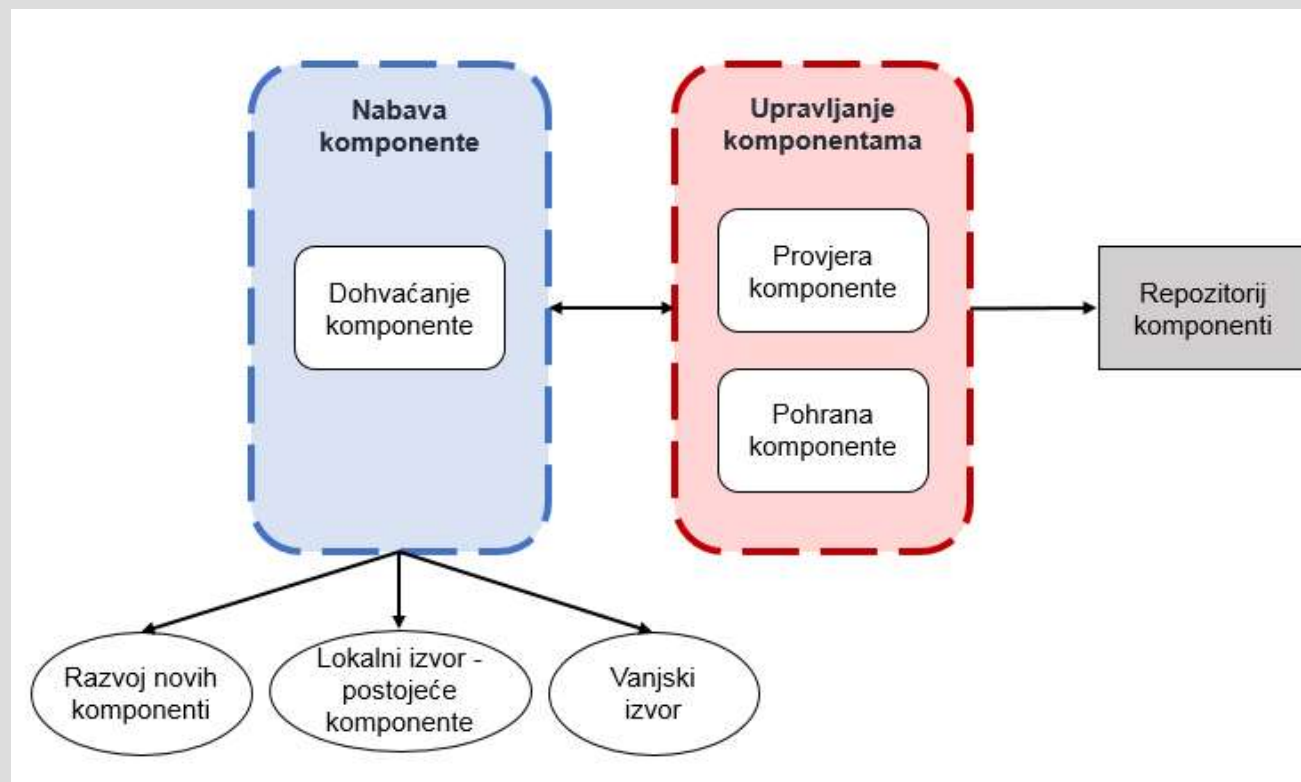 Nabava
komponente
Dohvaćanje
komponente
Upravljanje
komponentama
Provjera
komponente
Pohrana
komponente
Repozitorij
komponenti
Razvoj novih
komponenti
Lokalni izvor -
postojeće
komponente
Vanjski
izvor